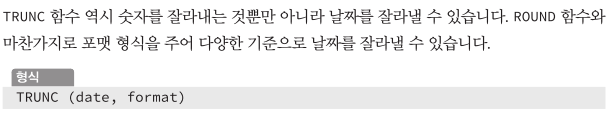 TRUNC 함수 역시 숫자를 잘라내는 것뿐만 아니라 날짜를 잘라낼 수 있습니다. ROUND 함수와
마찬가지로 포맷 형식을 주어 다양한 기준으로 날짜를 잘라낼 수 있습니다.
형식
TRUNC (date, format)